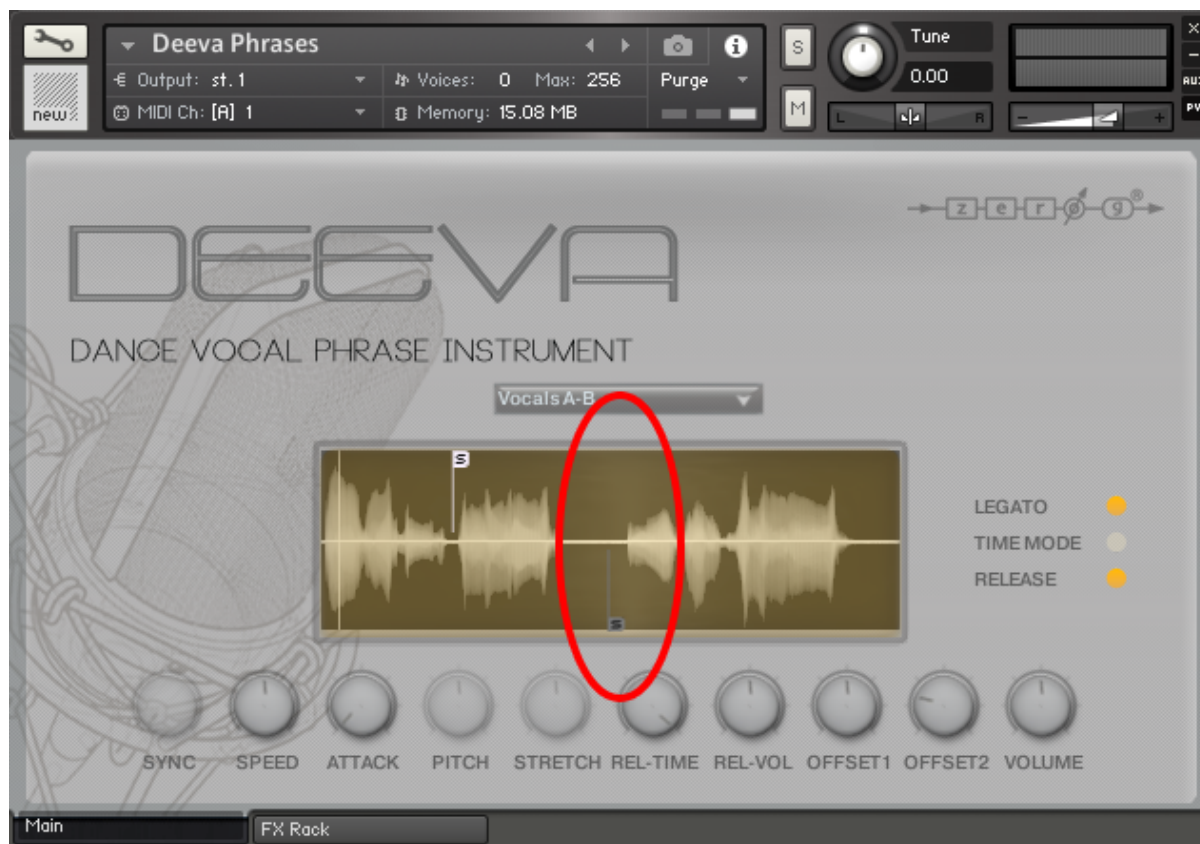 Deeva Phrases
Output: st. 1
Voices: 0 Max: 256
Purge
MIDI Ch: [A] 1
Memory: 15.08 MB
new
S
M
Tune
0.00
L
R
-
+
×
-
AUX
PV
z e r ø g ®
DEEVA
DANCE VOCAL PHRASE INSTRUMENT
Vocals A-B
S
S
LEGATO
TIME MODE
RELEASE
SYNC SPEED ATTACK PITCH STRETCH REL-TIME REL-VOL OFFSET1 OFFSET2 VOLUME
Main
FX Rack